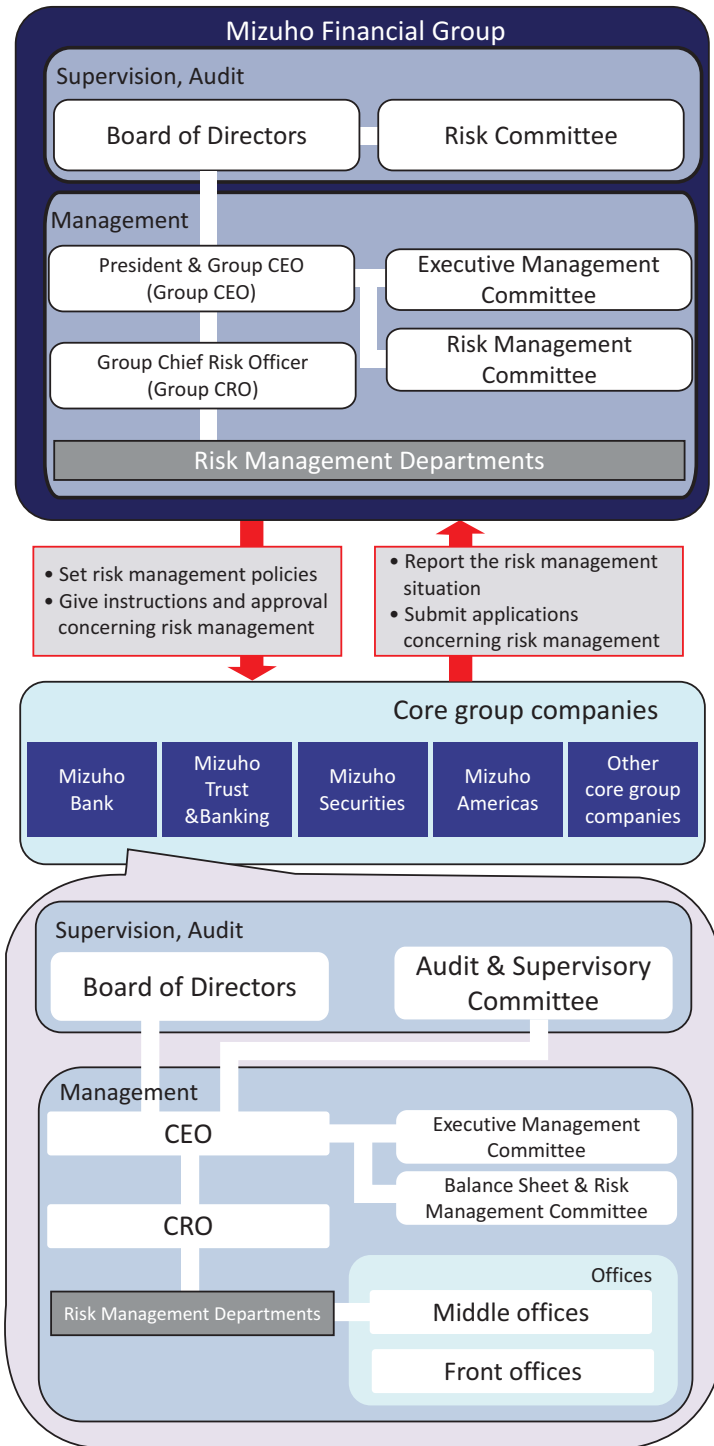 Mizuho Financial Group
Supervision, Audit
Board of Directors
Risk Committee
Management
President & Group CEO
(Group CEO)
Executive Management
Committee
Risk Management
Committee
Group Chief Risk Officer
(Group CRO)
Risk Management Departments
• Set risk management policies
• Give instructions and approval
concerning risk management
• Report the risk management
situation
• Submit applications
concerning risk management
Core group companies
Mizuho
Bank
Mizuho
Trust
&Banking
Mizuho
Securities
Mizuho
Americas
Other
core group
companies
Supervision, Audit
Board of Directors
Audit & Supervisory
Committee
Management
CEO
Executive Management
Committee
Balance Sheet & Risk
Management Committee
CRO
Risk Management Departments
Offices
Middle offices
Front offices